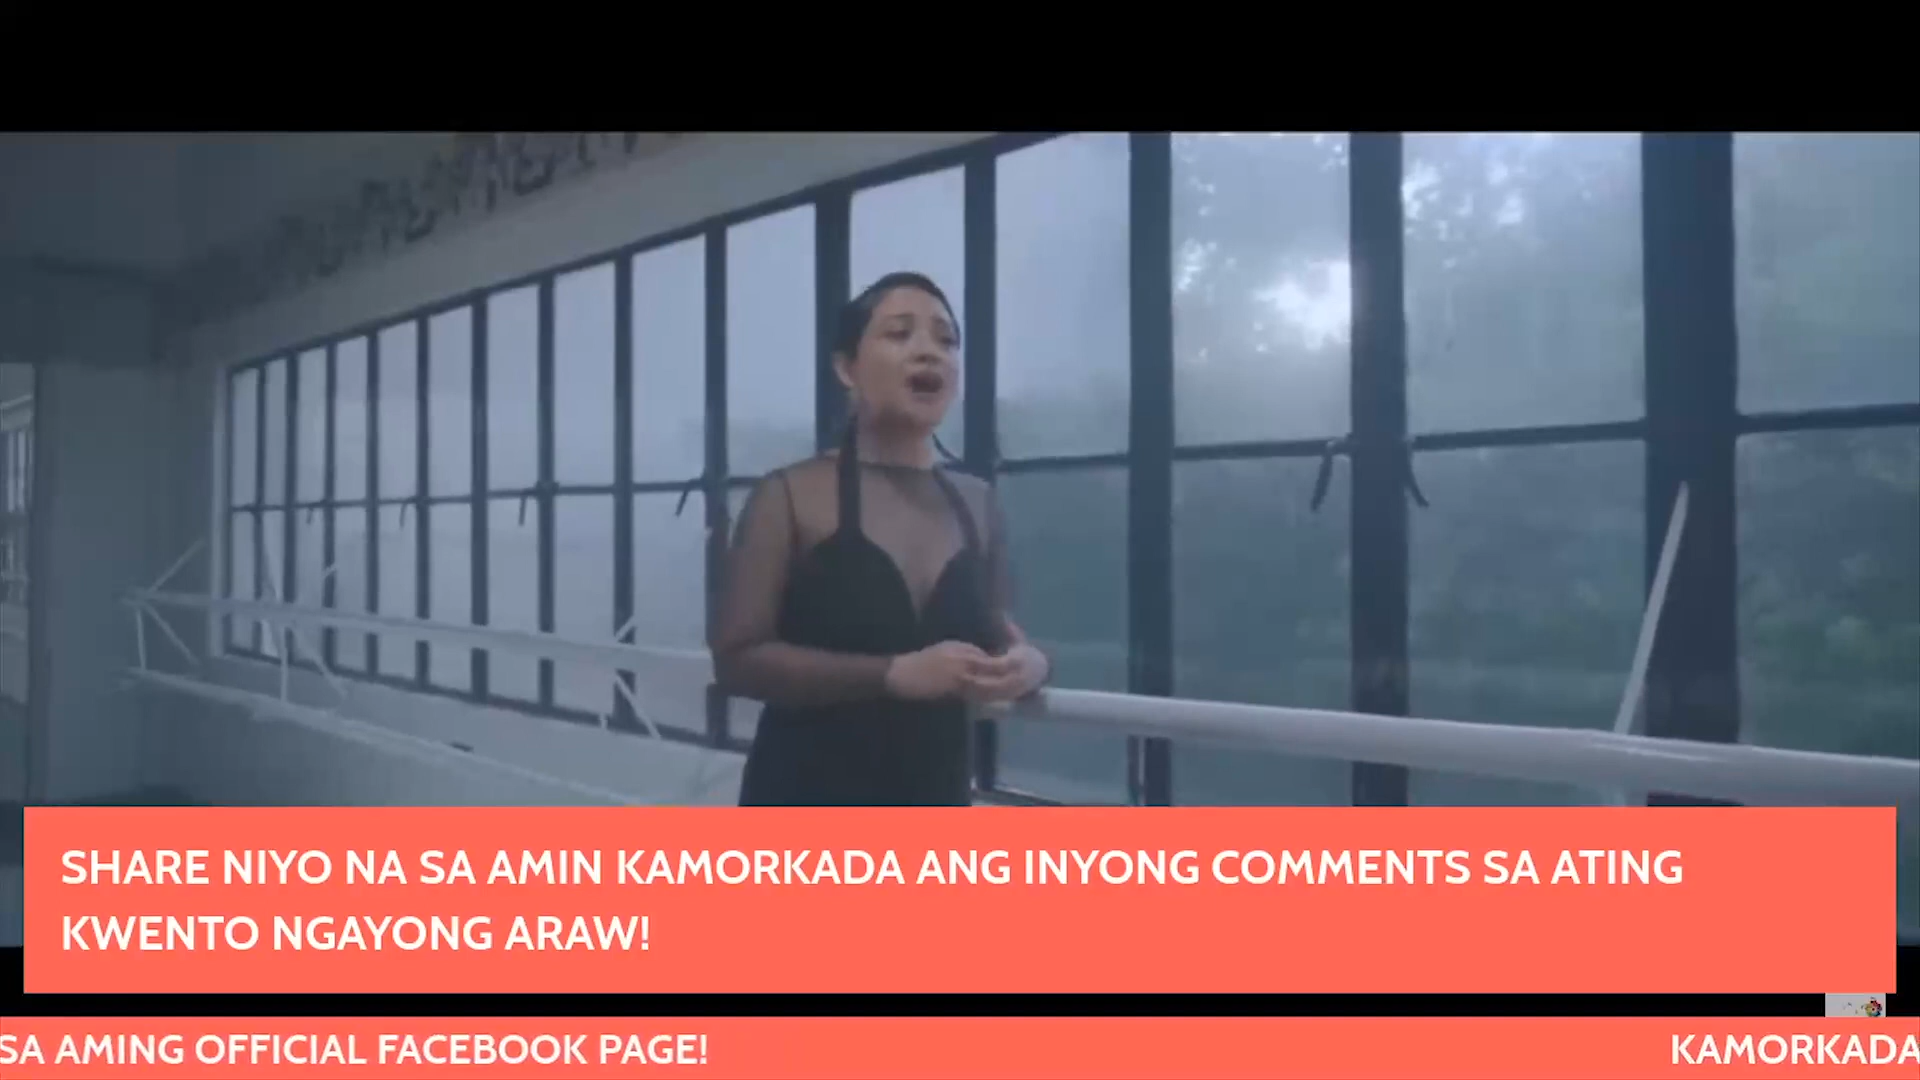 SHARE NIYO NA SA AMIN KAMORKADA ANG INYONG COMMENTS SA ATING
KWENTO NGAYONG ARAW!
SA AMING OFFICIAL FACEBOOK PAGE! KAMORKADA